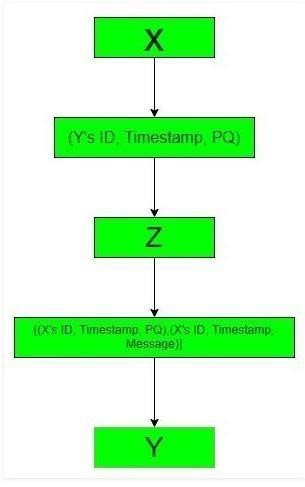 X
(Y's ID, Timestamp, PQ)
Z
[(X's ID, Timestamp, PQ),(X's ID, Timestamp,
Message)]
Y